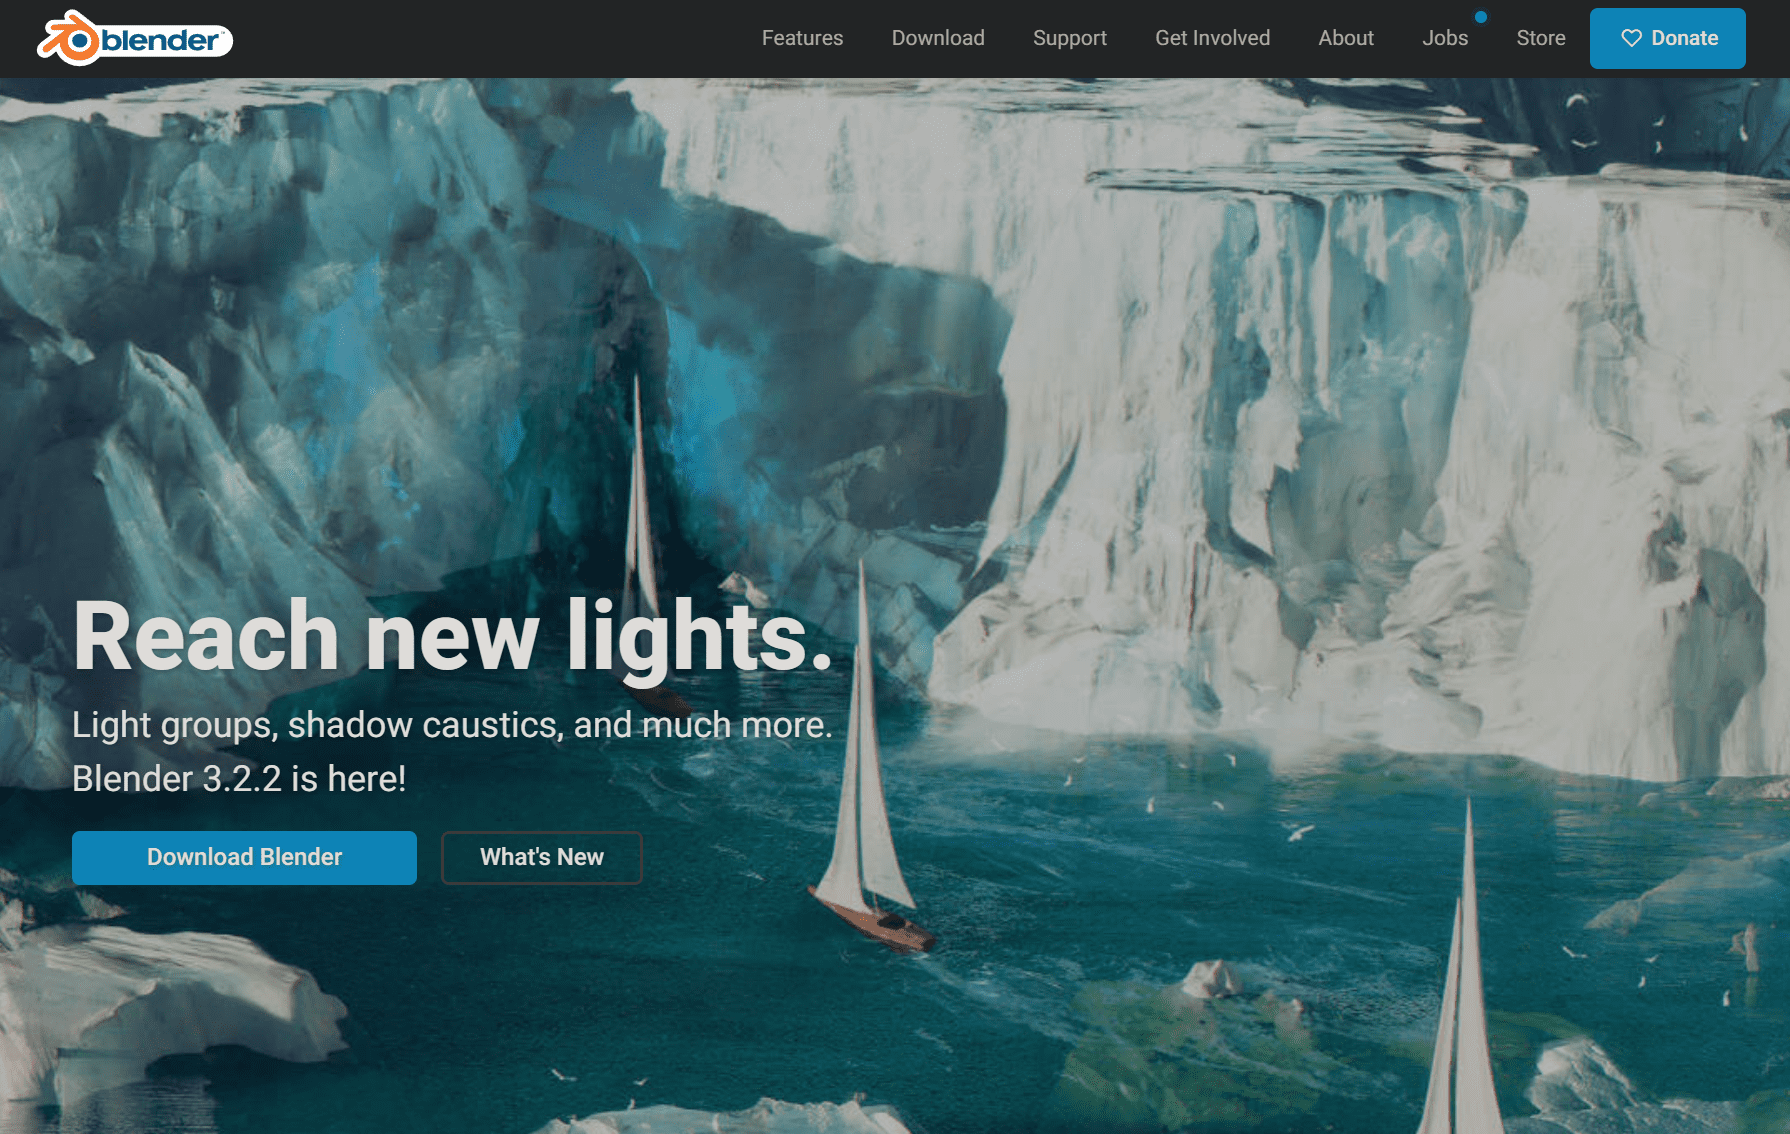 blender
Features
Download
Support
Get Involved
About
Jobs
Store
Donate
Reach new lights.
Light groups, shadow caustics, and much more.
Blender 3.2.2 is here!
Download Blender
What's New